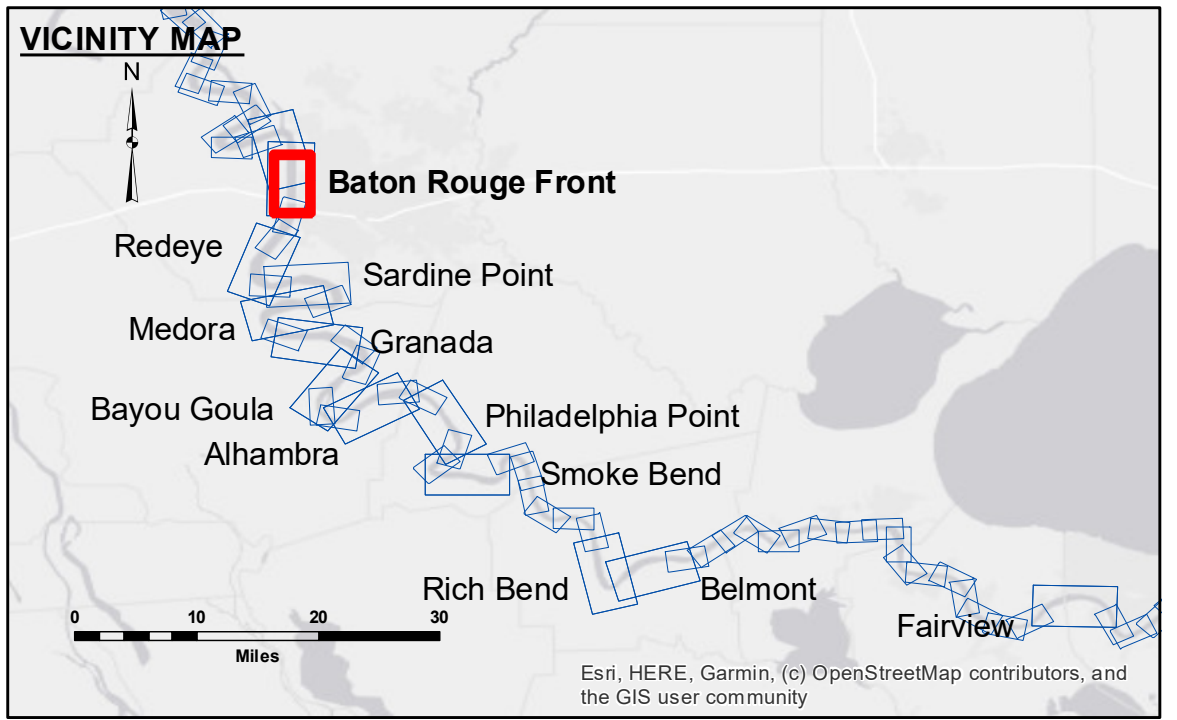 VICINITY MAP
N
Baton Rouge Front
Redeye
Sardine Point
Medora
Granada
Bayou Goula
Philadelphia Point
Alhambra
Smoke Bend
Rich Bend
Belmont
0 10 20 30
Fairview
Miles
Esri, HERE, Garmin, (c) OpenStreetMap contributors, and
the GIS user community